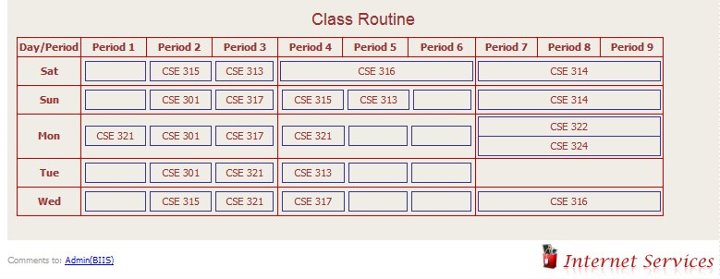 Class Routine
Day/Period Period 1 Period 2 Period 3 Period 4 Period 5 Period 6 Period 7 Period 8 Period 9
Sat CSE 315 CSE 313 CSE 316 CSE 314
Sun CSE 301 CSE 317 CSE 315 CSE 313 CSE 314
Mon CSE 321 CSE 301 CSE 317 CSE 321 CSE 322
CSE 324
Tue CSE 301 CSE 321 CSE 313
Wed CSE 315 CSE 321 CSE 317 CSE 316
Comments to: Admin(BIIS) Internet Services